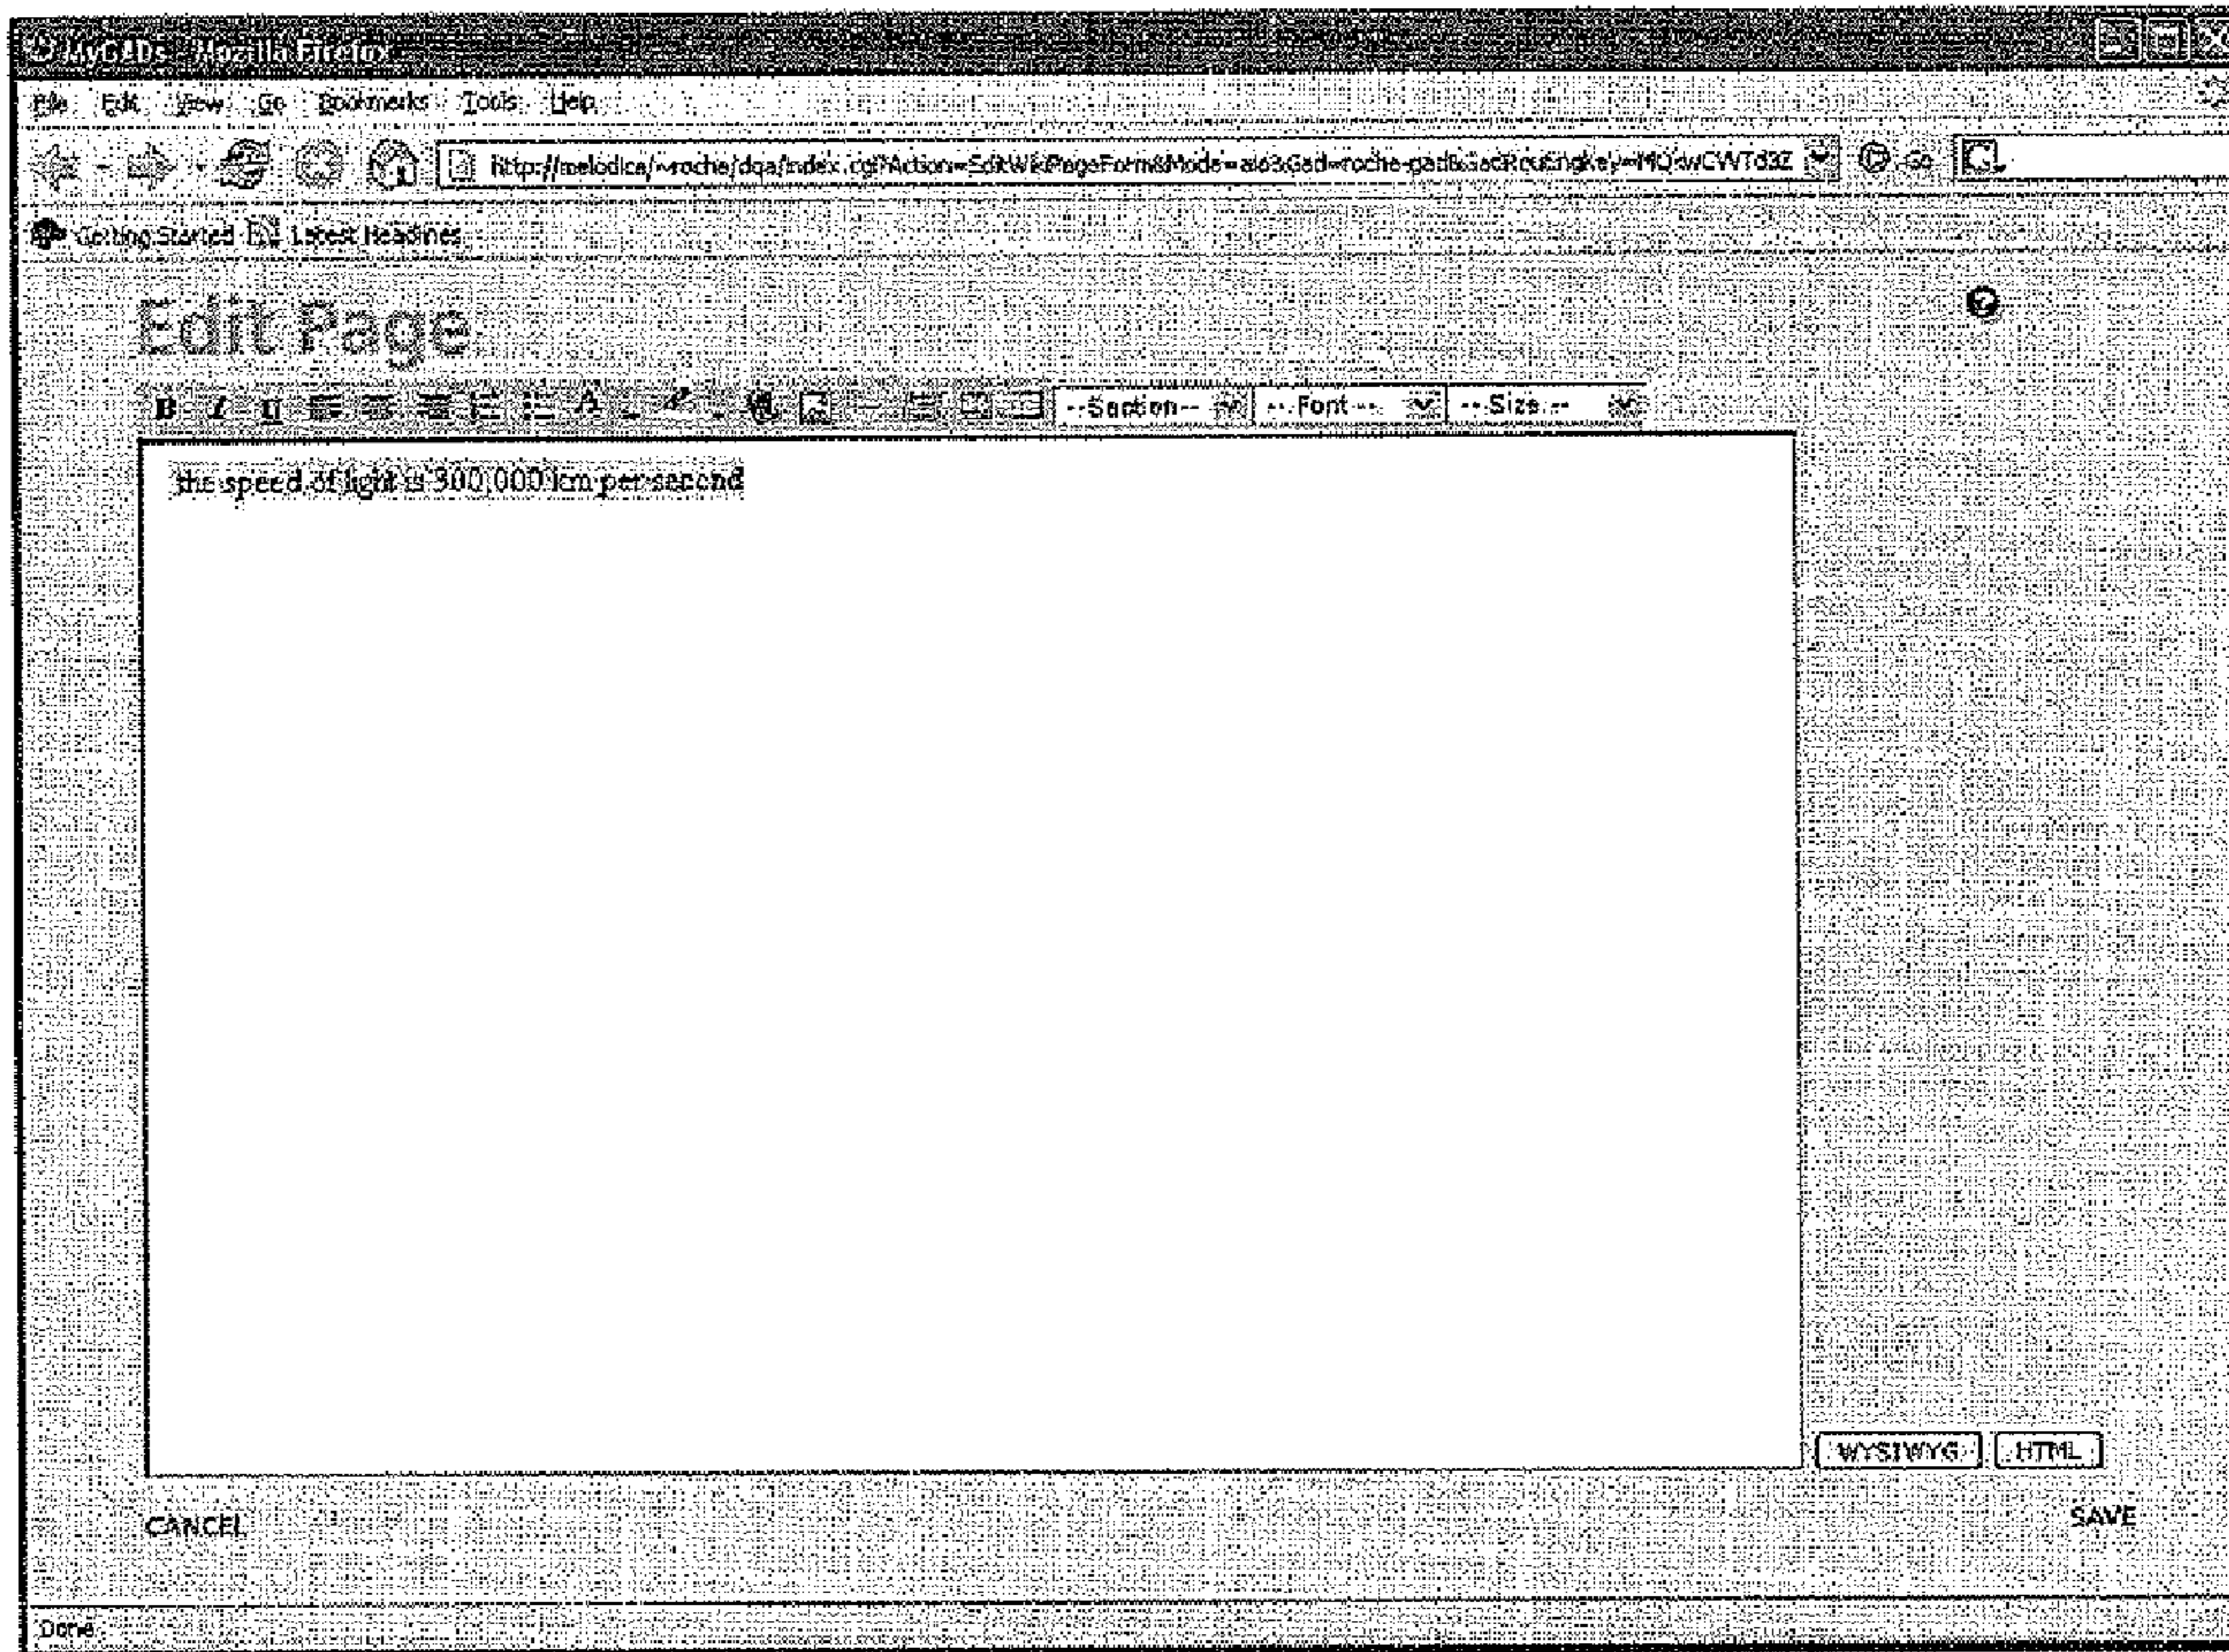 MyGADs - Mozilla Firefox
File Edit View Go Bookmarks Tools Help
Go
Getting Started Latest Headlines
Edit Page
B I U --Section-- --Font-- --Size--
the speed of light is 300,000 km per second
WYSIWYG HTML
CANCEL SAVE
Done